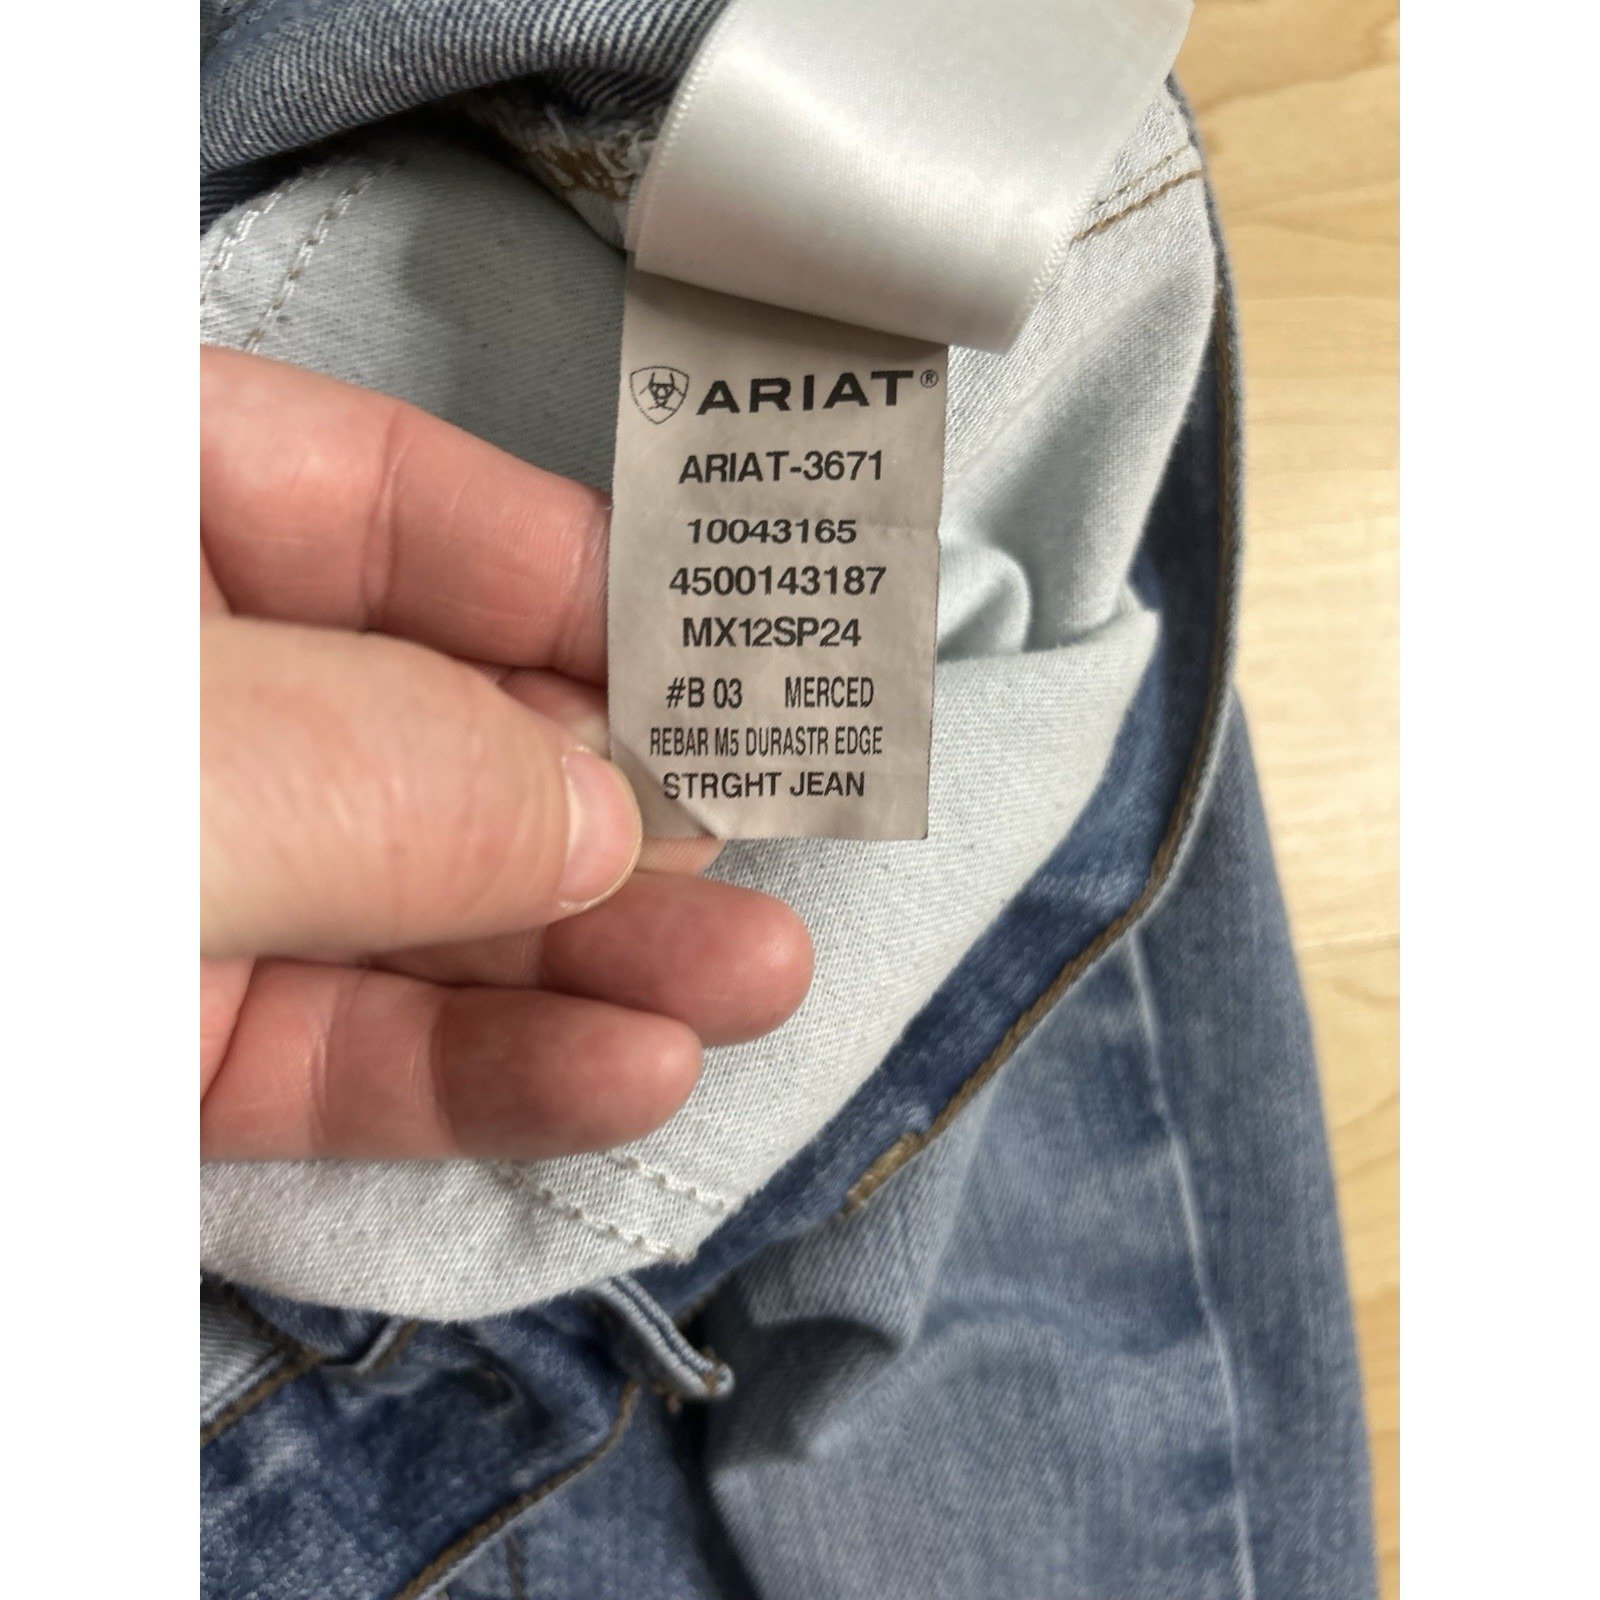 ARIAT®
ARIAT-3671
10043165
4500143187
MX12SP24
#B 03 MERCED
REBAR M5 DURASTR EDGE
STRGHT JEAN